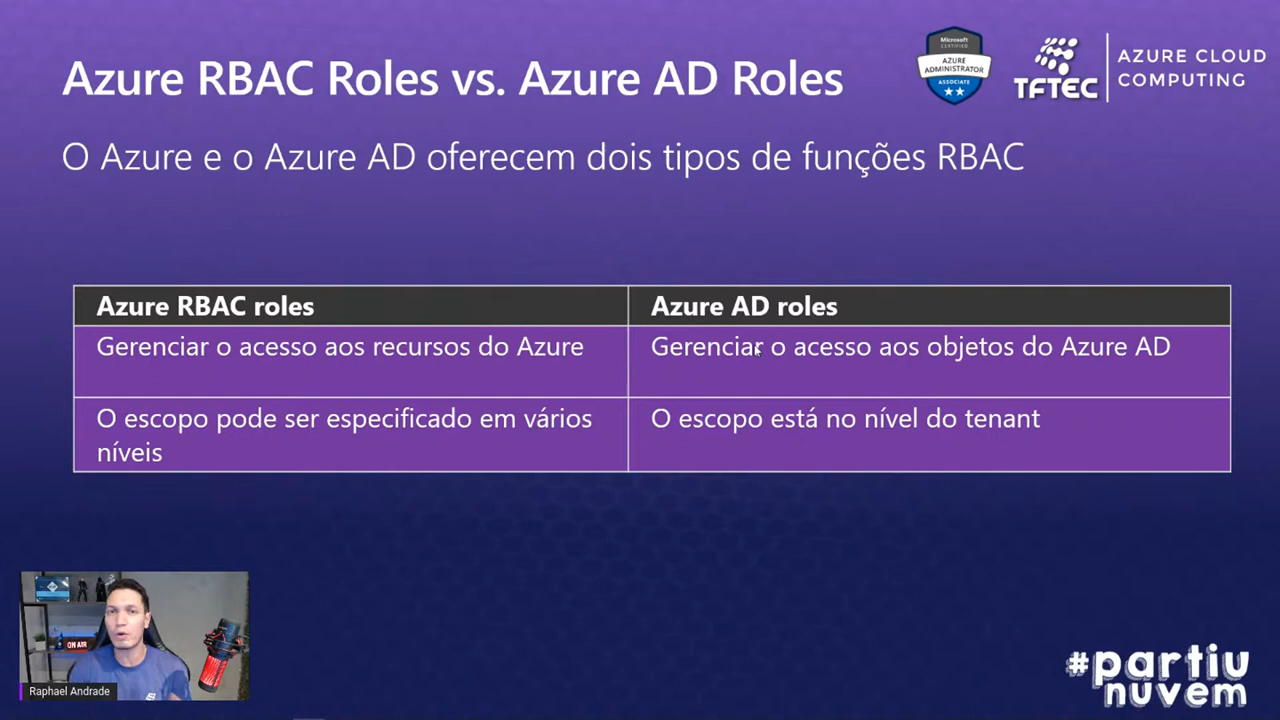 Azure RBAC Roles vs. Azure AD Roles
Microsoft
CERTIFIED
AZURE
ADMINISTRATOR
ASSOCIATE
TFTEC
AZURE CLOUD
COMPUTING
O Azure e o Azure AD oferecem dois tipos de funções RBAC
Azure RBAC roles
Azure AD roles
Gerenciar o acesso aos recursos do Azure
Gerenciar o acesso aos objetos do Azure AD
O escopo pode ser especificado em vários
níveis
O escopo está no nível do tenant
ON AIR
Raphael Andrade
#partiu
nuvem